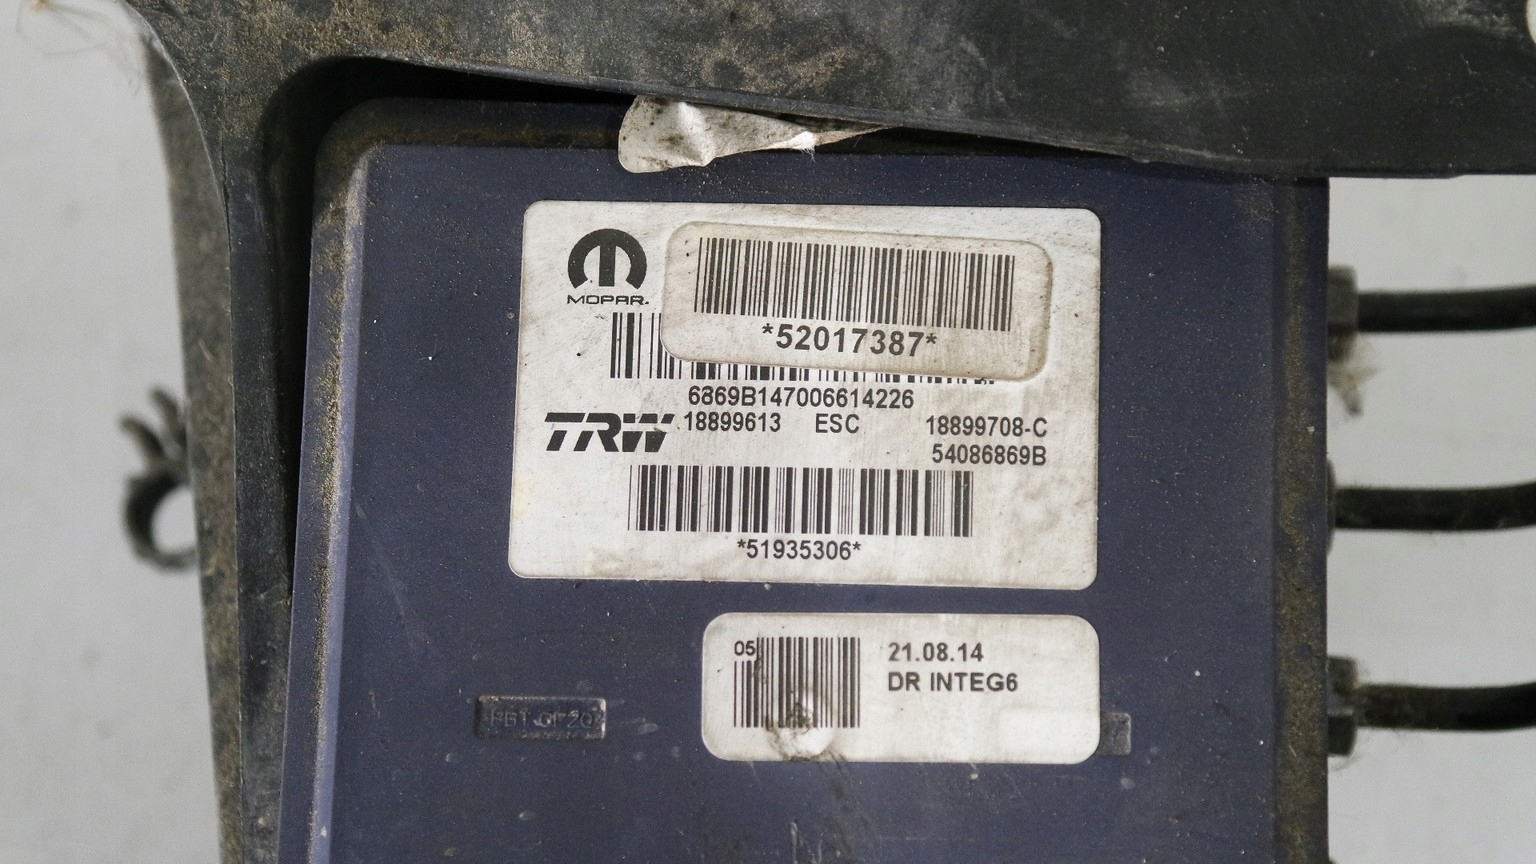 MOPAR.
*52017387*
6869B147006614226
TRW 18899613 ESC 18899708-C
54086869B
*51935306*
05
21.08.14
DR INTEG6